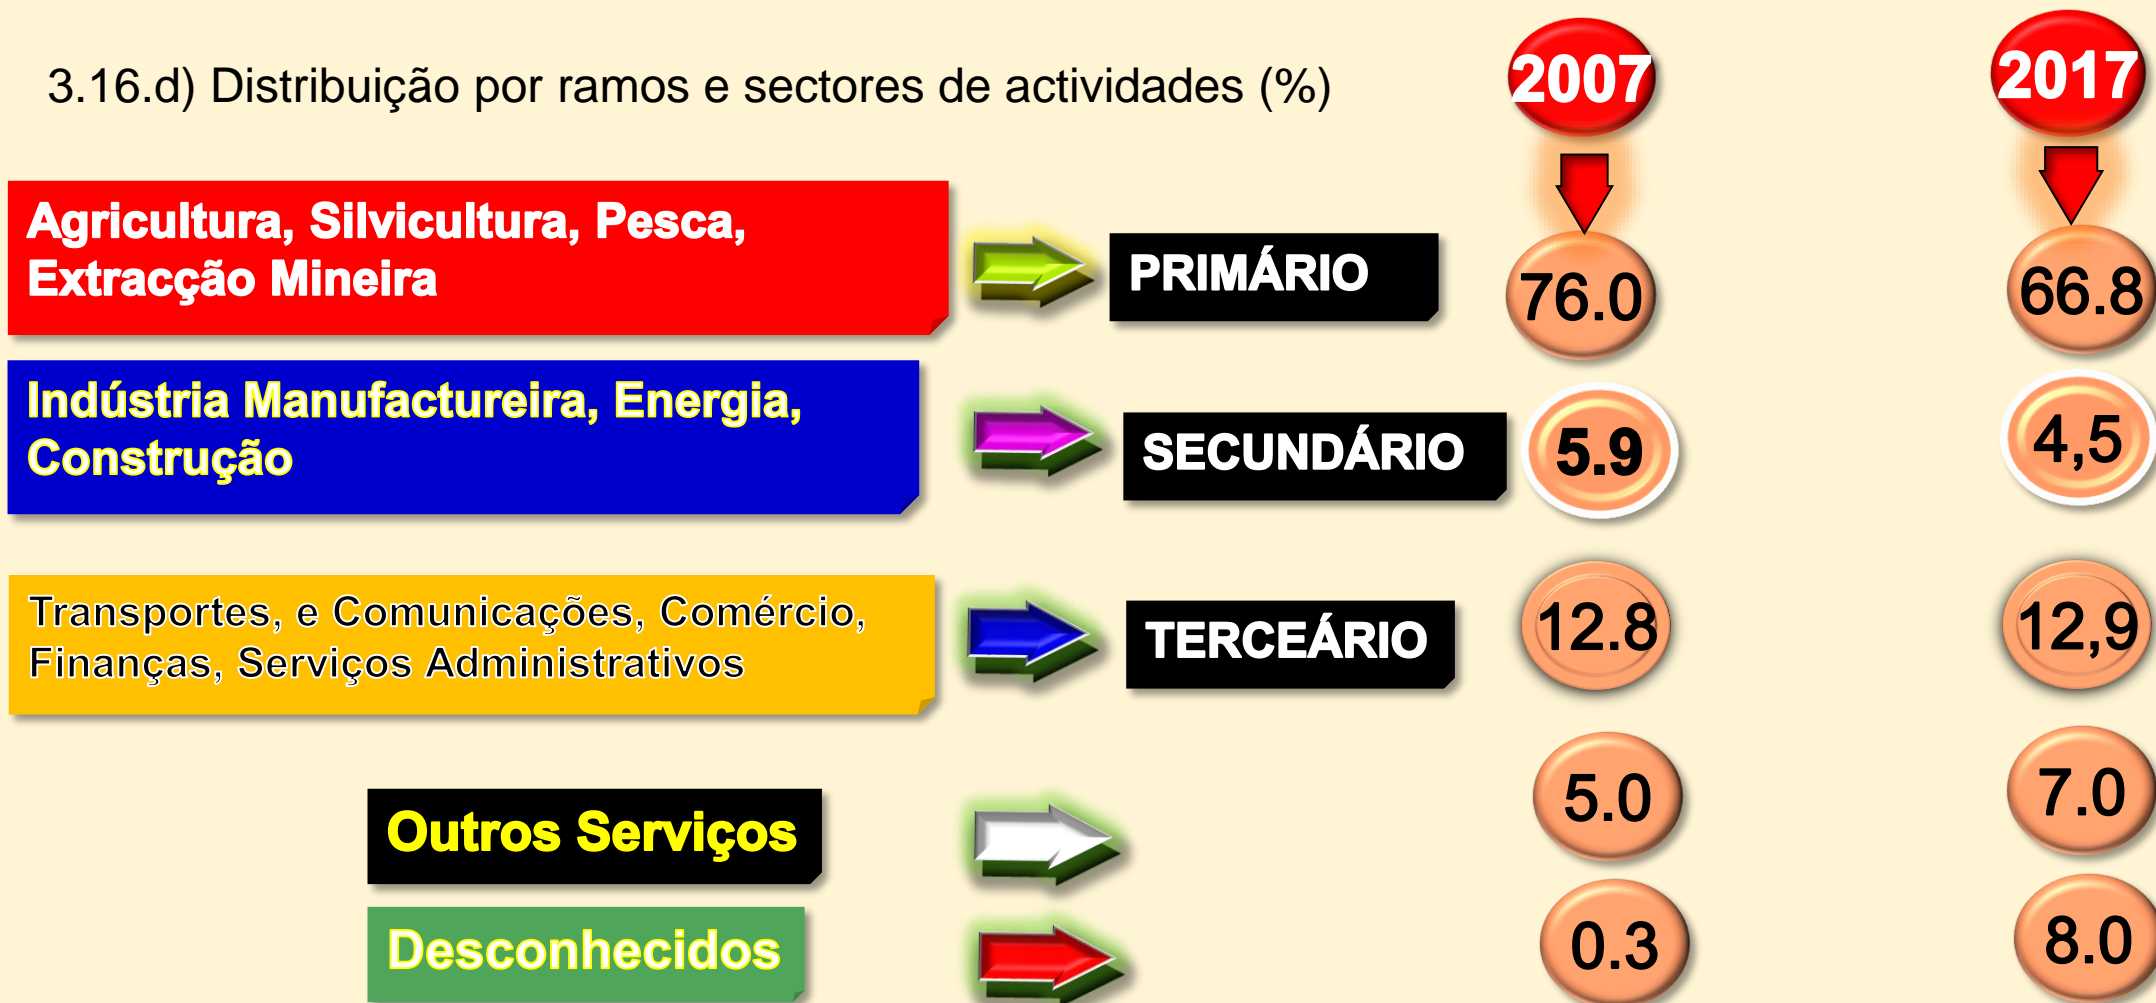 3.16.d) Distribuição por ramos e sectores de actividades (%)
2007
2017
Agricultura, Silvicultura, Pesca,
Extracção Mineira
PRIMÁRIO
76.0
66.8
Indústria Manufactureira, Energia,
Construção
SECUNDÁRIO
5.9
4,5
Transportes, e Comunicações, Comércio,
Finanças, Serviços Administrativos
TERCEÁRIO
12.8
12,9
Outros Serviços
5.0
7.0
Desconhecidos
0.3
8.0